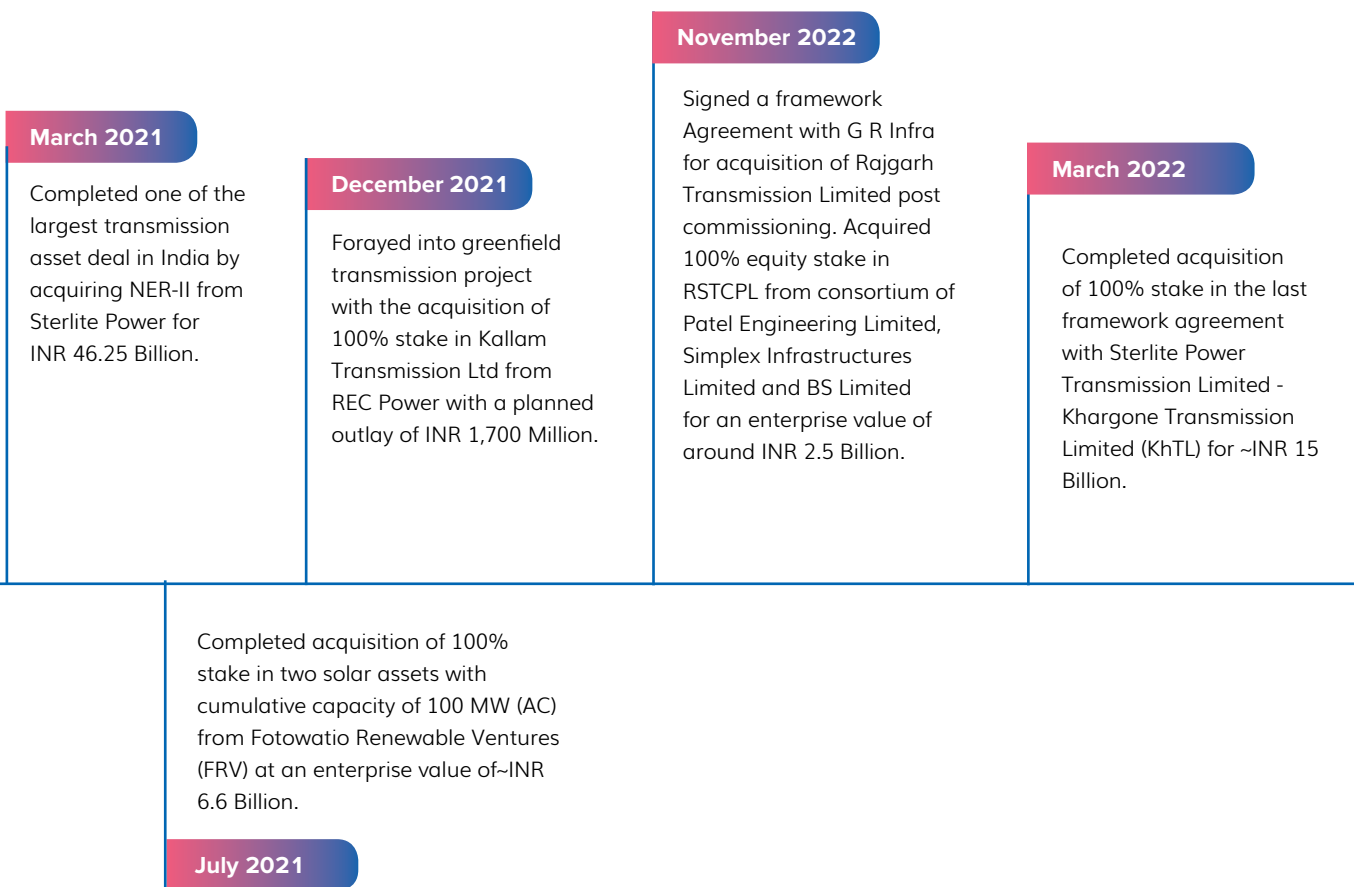 March 2021
Completed one of the
largest transmission
asset deal in India by
acquiring NER-II from
Sterlite Power for
INR 46.25 Billion.
December 2021
Forayed into greenfield
transmission project
with the acquisition of
100% stake in Kallam
Transmission Ltd from
REC Power with a planned
outlay of INR 1,700 Million.
November 2022
Signed a framework
Agreement with G R Infra
for acquisition of Rajgarh
Transmission Limited post
commissioning. Acquired
100% equity stake in
RSTCPL from consortium of
Patel Engineering Limited,
Simplex Infrastructures
Limited and BS Limited
for an enterprise value of
around INR 2.5 Billion.
March 2022
Completed acquisition
of 100% stake in the last
framework agreement
with Sterlite Power
Transmission Limited -
Khargone Transmission
Limited (KhTL) for ~INR 15
Billion.
Completed acquisition of 100%
stake in two solar assets with
cumulative capacity of 100 MW (AC)
from Fotowatio Renewable Ventures
(FRV) at an enterprise value of~INR
6.6 Billion.
July 2021